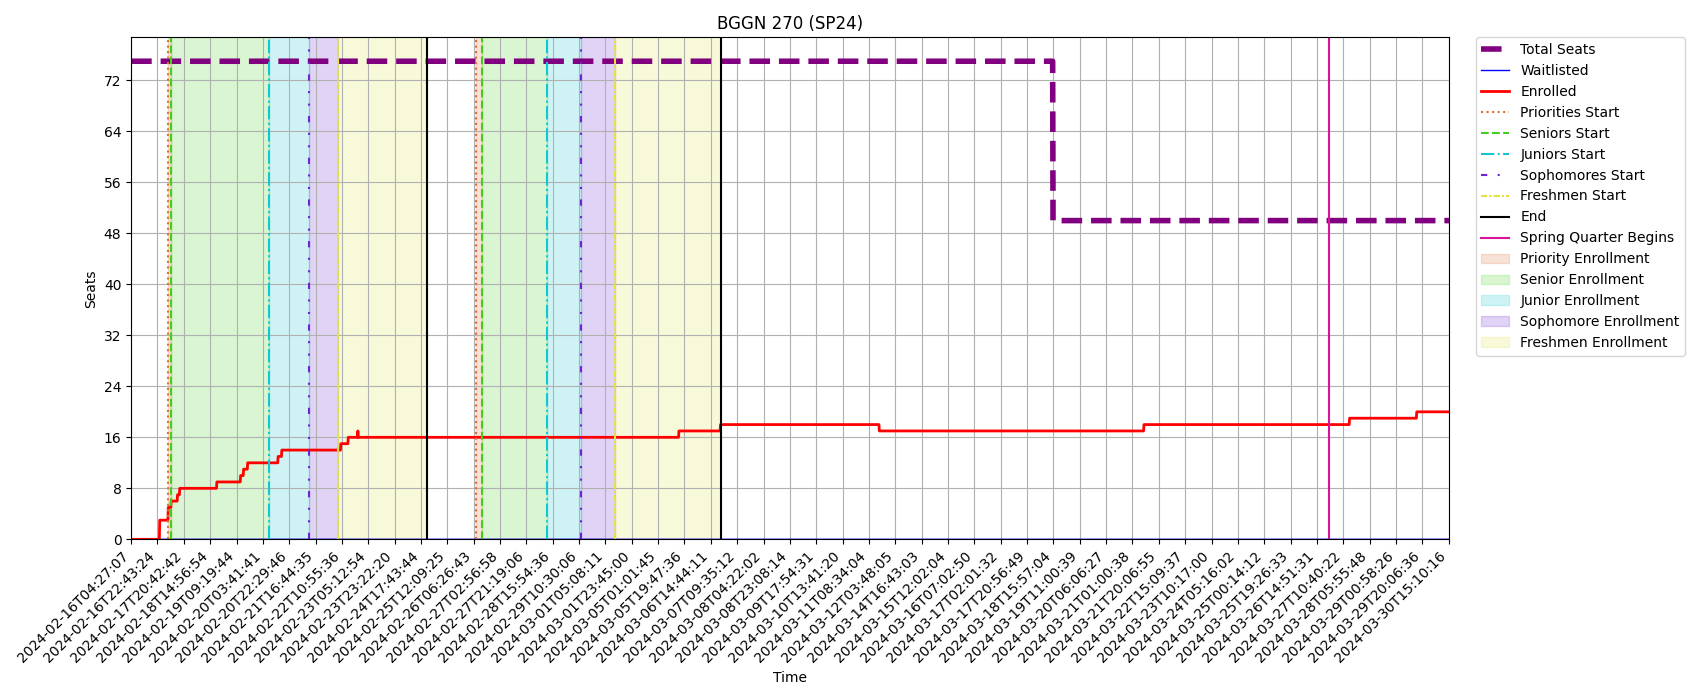 BGGN 270 (SP24)
Seats
72
64
56
48
40
32
24
16
8
0
2024-02-16T04:27:07
2024-02-16T22:43:24
2024-02-17T20:42:42
2024-02-18T14:56:54
2024-02-19T09:19:44
2024-02-20T03:41:41
2024-02-20T22:29:46
2024-02-21T16:44:35
2024-02-22T10:55:36
2024-02-23T05:12:54
2024-02-23T23:22:20
2024-02-24T17:43:44
2024-02-25T12:09:25
2024-02-26T06:26:43
2024-02-27T02:56:58
2024-02-27T21:19:06
2024-02-28T15:54:36
2024-02-29T10:30:06
2024-03-01T05:08:11
2024-03-01T23:45:00
2024-03-05T01:01:45
2024-03-05T19:47:36
2024-03-06T14:44:11
2024-03-07T09:35:12
2024-03-08T04:22:02
2024-03-08T23:08:14
2024-03-09T17:54:31
2024-03-10T13:41:20
2024-03-11T08:34:04
2024-03-12T03:48:05
2024-03-14T16:43:03
2024-03-15T12:02:04
2024-03-16T07:02:50
2024-03-17T02:01:32
2024-03-17T20:56:49
2024-03-18T15:57:04
2024-03-19T11:00:39
2024-03-20T06:06:27
2024-03-21T01:00:38
2024-03-21T20:06:55
2024-03-22T15:09:37
2024-03-23T10:17:00
2024-03-24T05:16:02
2024-03-25T00:14:12
2024-03-25T19:26:33
2024-03-26T14:51:31
2024-03-27T10:40:22
2024-03-28T05:55:48
2024-03-29T00:58:26
2024-03-29T20:06:36
2024-03-30T15:10:16
Time
Total Seats
Waitlisted
Enrolled
Priorities Start
Seniors Start
Juniors Start
Sophomores Start
Freshmen Start
End
Spring Quarter Begins
Priority Enrollment
Senior Enrollment
Junior Enrollment
Sophomore Enrollment
Freshmen Enrollment